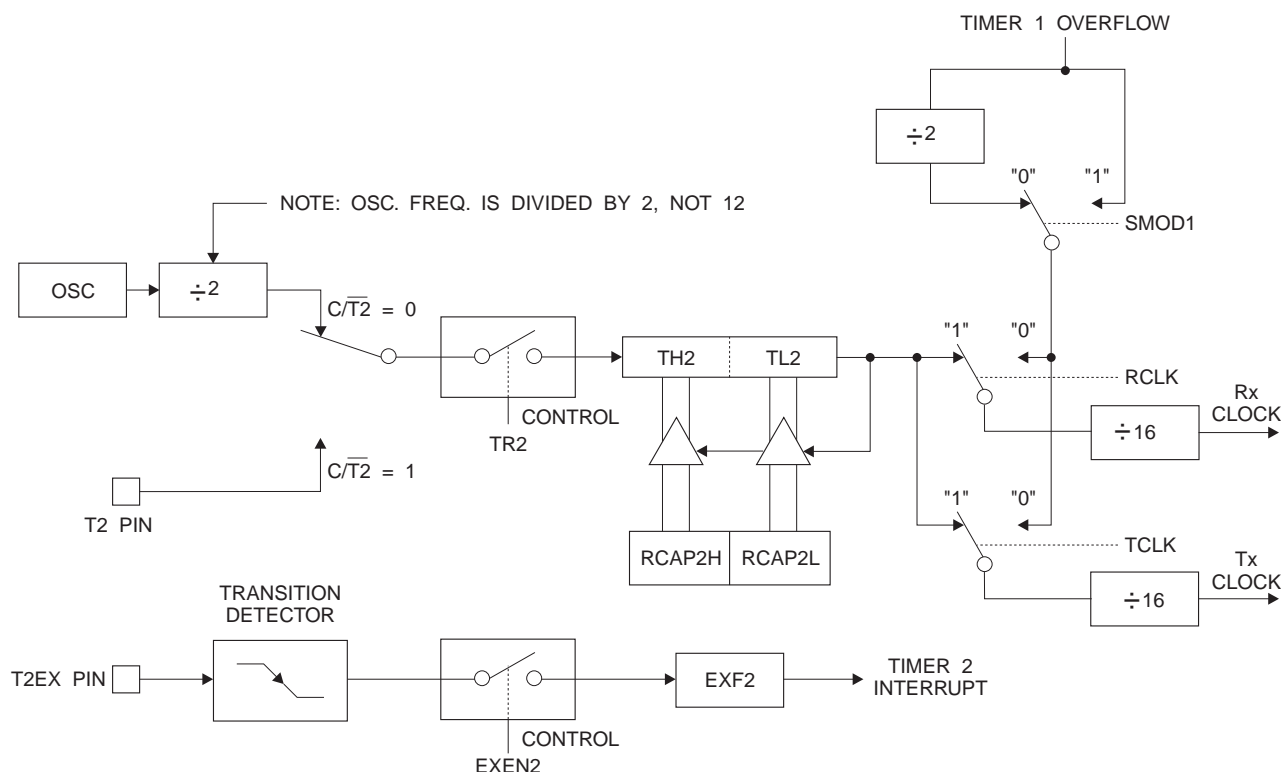 TIMER 1 OVERFLOW
÷2
"0" "1"
NOTE: OSC. FREQ. IS DIVIDED BY 2, NOT 12
SMOD1
OSC
÷2
C/T2̅ = 0
TH2 TL2
"1" "0"
RCLK
Rx
CLOCK
CONTROL
TR2
÷16
C/T2̅ = 1
T2 PIN
"1" "0"
RCAP2H RCAP2L
TCLK
Tx
CLOCK
÷16
TRANSITION
DETECTOR
T2EX PIN
EXF2
TIMER 2
INTERRUPT
CONTROL
EXEN2